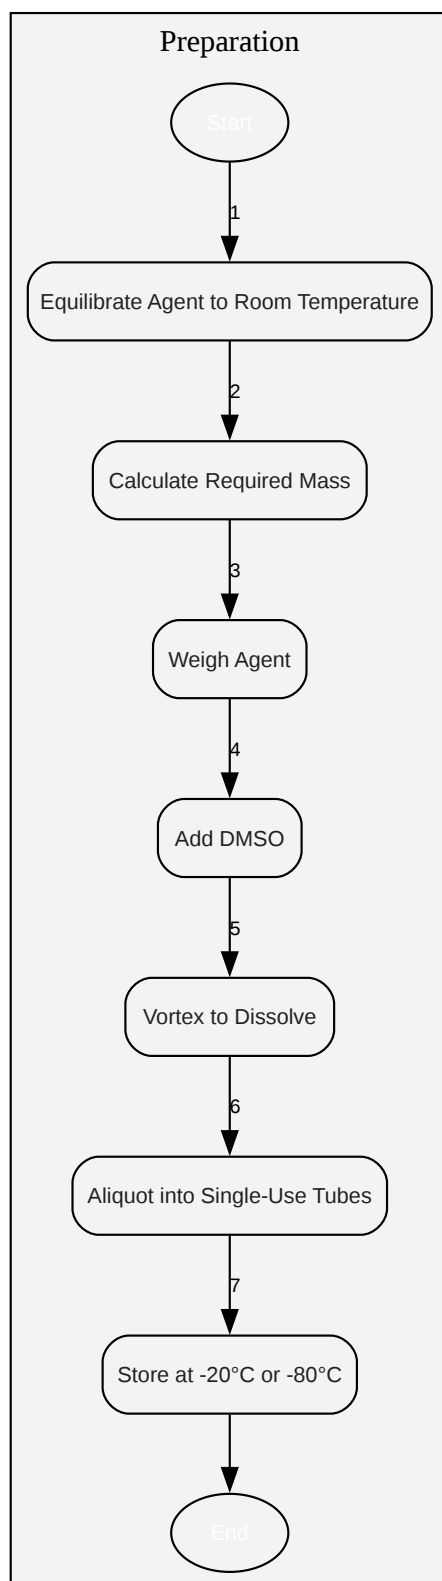 Preparation
Start
1
Equilibrate Agent to Room Temperature
2
Calculate Required Mass
3
Weigh Agent
4
Add DMSO
5
Vortex to Dissolve
6
Aliquot into Single-Use Tubes
7
Store at -20°C or -80°C
End